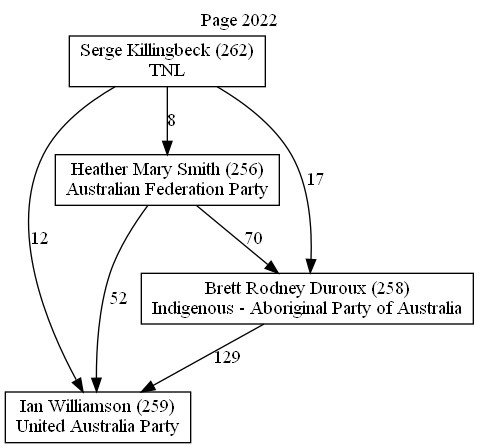 Page 2022
Serge Killingbeck (262)
TNL
8
Heather Mary Smith (256)
Australian Federation Party
17
12
70
52
Brett Rodney Duroux (258)
Indigenous - Aboriginal Party of Australia
129
Ian Williamson (259)
United Australia Party